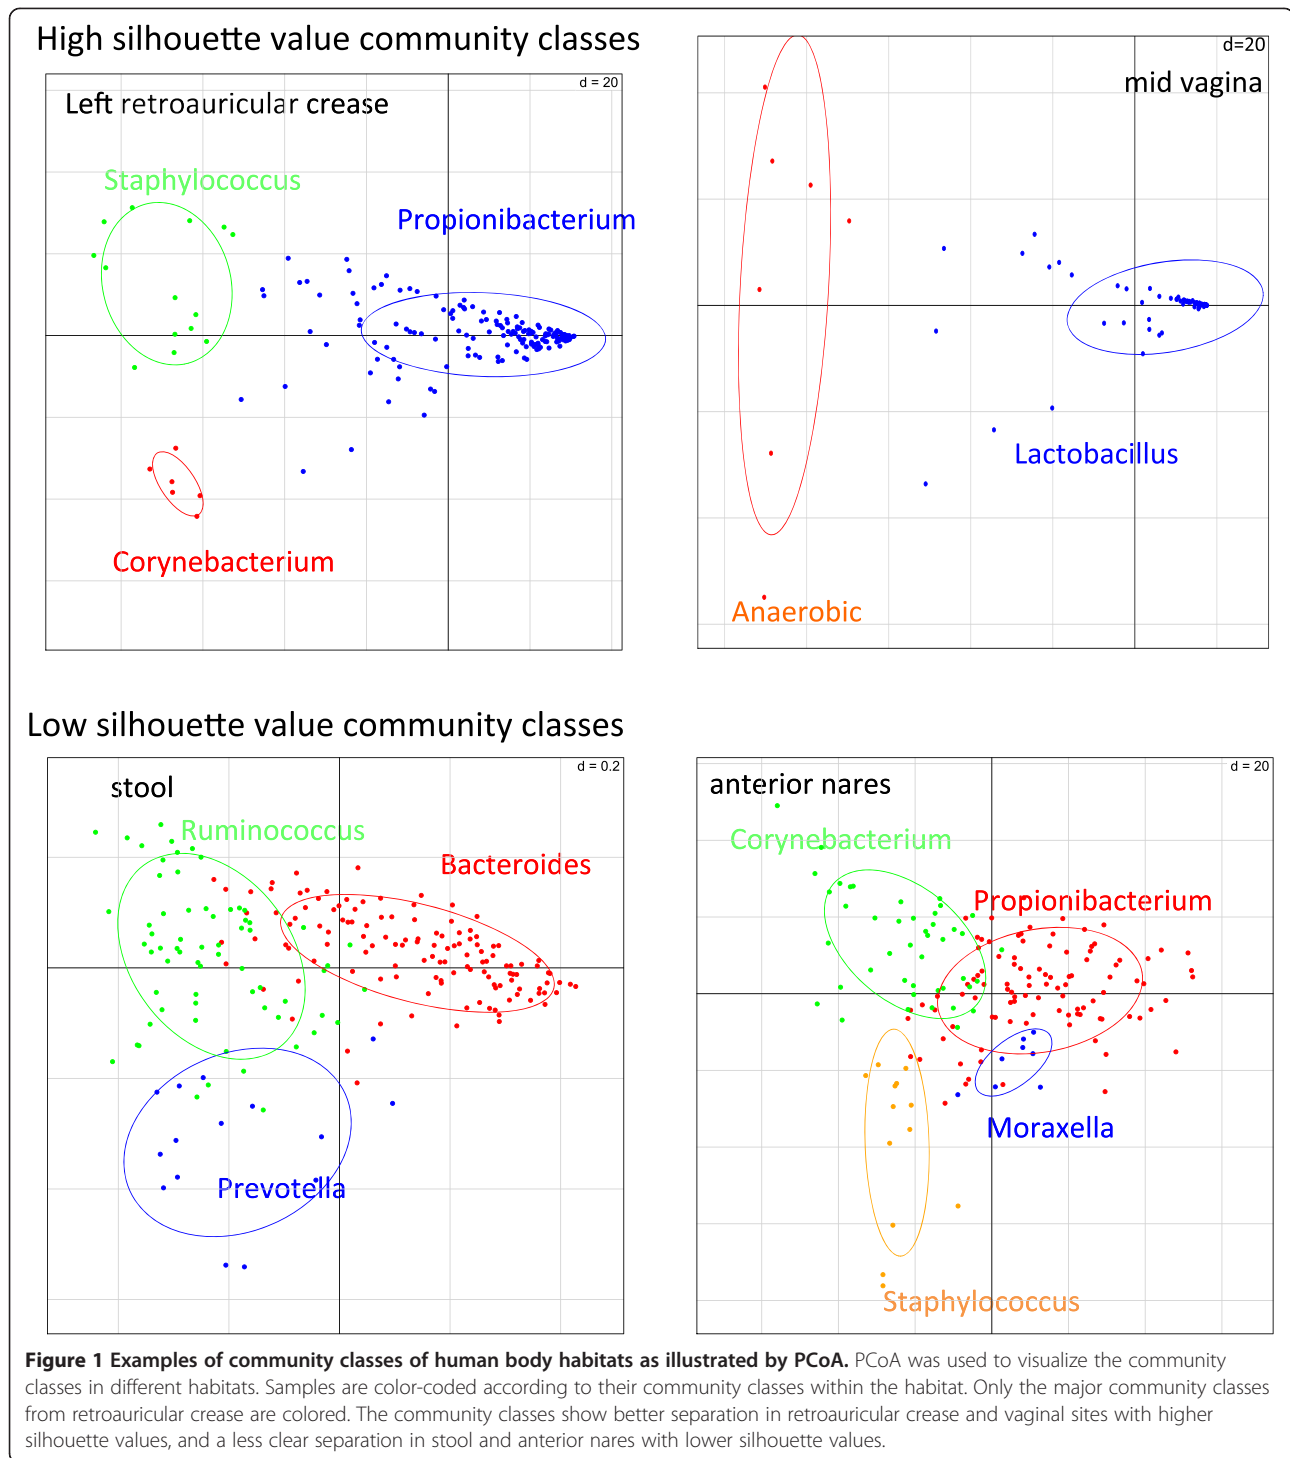 High silhouette value community classes
d = 20
Left retroauricular crease
Staphylococcus
Propionibacterium
Corynebacterium
d=20
mid vagina
Lactobacillus
Anaerobic
Low silhouette value community classes
d = 0.2
stool
Ruminococcus
Bacteroides
Prevotella
d = 20
anterior nares
Corynebacterium
Propionibacterium
Moraxella
Staphylococcus
Figure 1 Examples of community classes of human body habitats as illustrated by PCoA. PCoA was used to visualize the community
classes in different habitats. Samples are color-coded according to their community classes within the habitat. Only the major community classes
from retroauricular crease are colored. The community classes show better separation in retroauricular crease and vaginal sites with higher
silhouette values, and a less clear separation in stool and anterior nares with lower silhouette values.